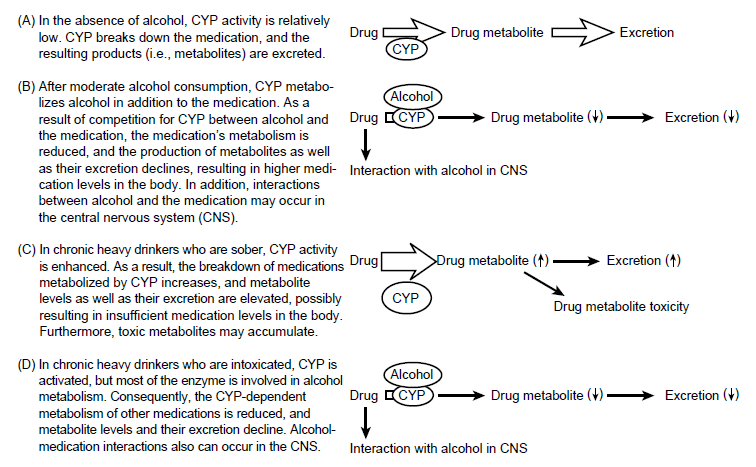 (A) In the absence of alcohol, CYP activity is relatively
low. CYP breaks down the medication, and the
resulting products (i.e., metabolites) are excreted.
Drug
CYP
Drug metabolite
Excretion
(B) After moderate alcohol consumption, CYP metabo-
lizes alcohol in addition to the medication. As a
result of competition for CYP between alcohol and
the medication, the medication's metabolism is
reduced, and the production of metabolites as well
as their excretion declines, resulting in higher medi-
cation levels in the body. In addition, interactions
between alcohol and the medication may occur in
the central nervous system (CNS).
Alcohol
Drug CYP Drug metabolite (↓) Excretion (↓)
Interaction with alcohol in CNS
(C) In chronic heavy drinkers who are sober, CYP activity
is enhanced. As a result, the breakdown of medications
metabolized by CYP increases, and metabolite
levels as well as their excretion are elevated, possibly
resulting in insufficient medication levels in the body.
Furthermore, toxic metabolites may accumulate.
Drug Drug metabolite (↑) Excretion (↑)
CYP
Drug metabolite toxicity
(D) In chronic heavy drinkers who are intoxicated, CYP is
activated, but most of the enzyme is involved in alcohol
metabolism. Consequently, the CYP-dependent
metabolism of other medications is reduced, and
metabolite levels and their excretion decline. Alcohol-
medication interactions also can occur in the CNS.
Alcohol
Drug CYP Drug metabolite (↓) Excretion (↓)
Interaction with alcohol in CNS